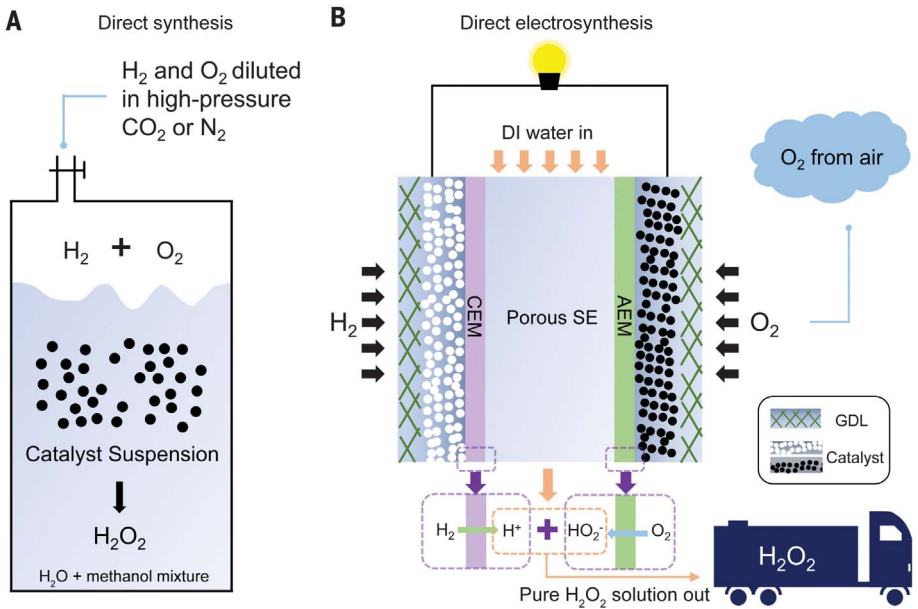 A
Direct synthesis
H₂ and O₂ diluted
in high-pressure
CO₂ or N₂
H₂ + O₂
Catalyst Suspension
H₂O₂
H₂O + methanol mixture
B
Direct electrosynthesis
DI water in
O₂ from air
H₂
CEM
Porous SE
AEM
O₂
GDL
Catalyst
H₂
H⁺
+
HO₂⁻
O₂
H₂O₂
Pure H₂O₂ solution out